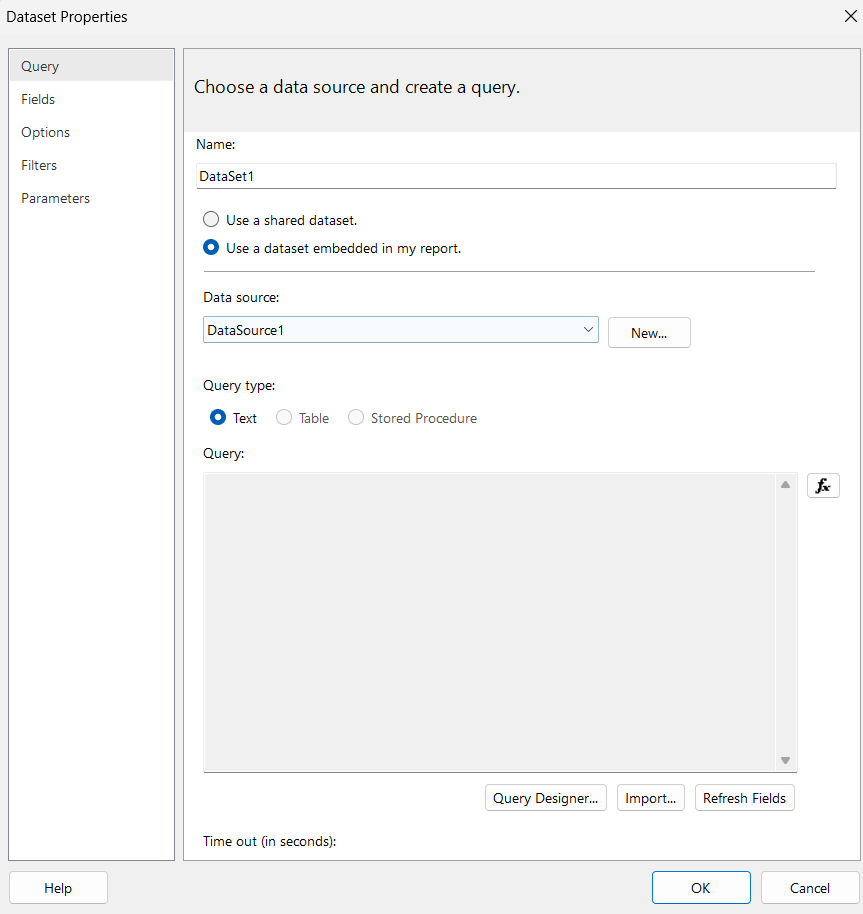 Dataset Properties
Query
Fields
Options
Filters
Parameters
Choose a data source and create a query.
Name:
DataSet1
Use a shared dataset.
Use a dataset embedded in my report.
Data source:
DataSource1
New...
Query type:
Text Table Stored Procedure
Query:
fx
Query Designer... Import... Refresh Fields
Time out (in seconds):
Help OK Cancel